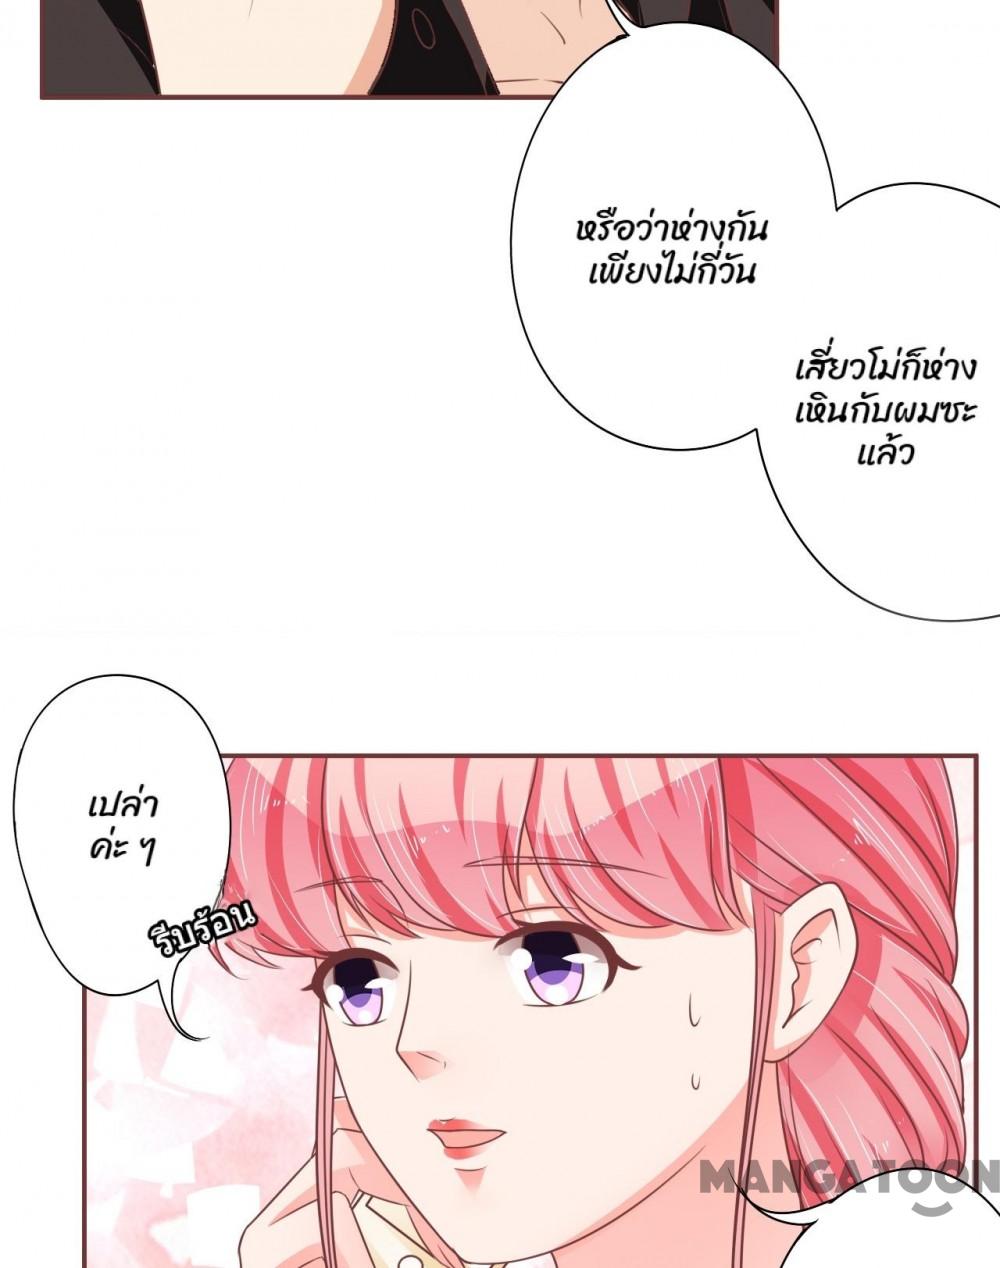 หรือว่าห่างกัน
เพียงไม่กี่วัน
เสี่ยวโม่ก็ห่าง
เหินกับผมซะ
แล้ว
เปล่า
ค่ะ ๆ
รีบร้อน
MANGATOON